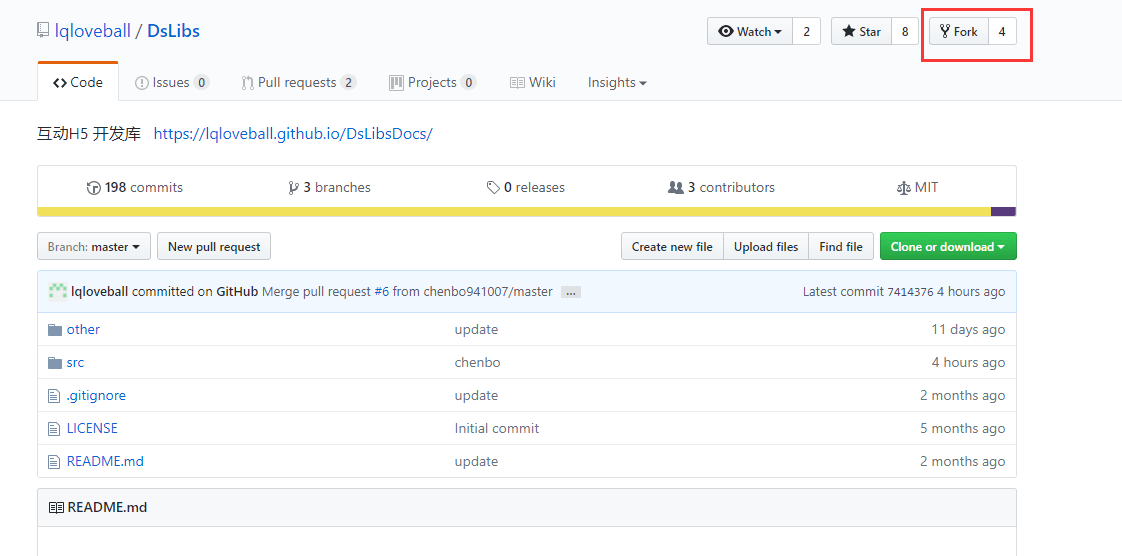 lqloveball / DsLibs
Watch 2 Star 8 Fork 4
Code Issues 0 Pull requests 2 Projects 0 Wiki Insights
互动H5 开发库 https://lqloveball.github.io/DsLibsDocs/
198 commits 3 branches 0 releases 3 contributors MIT
Branch: master New pull request Create new file Upload files Find file Clone or download
lqloveball committed on GitHub Merge pull request #6 from chenbo941007/master ... Latest commit 7414376 4 hours ago
other update 11 days ago
src chenbo 4 hours ago
.gitignore update 2 months ago
LICENSE Initial commit 5 months ago
README.md update 2 months ago
README.md